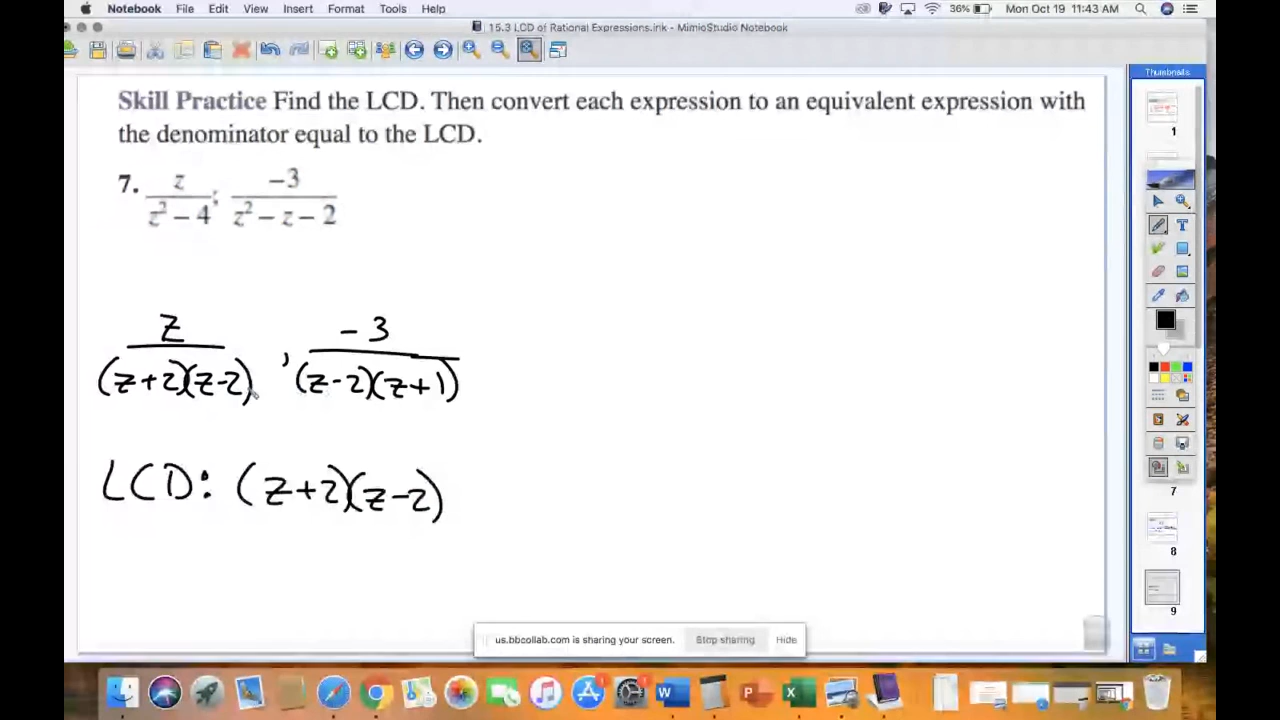 Notebook File Edit View Insert Format Tools Help 36% Mon Oct 19 11:43 AM
15.3 LCD of Rational Expressions.ink - MimioStudio Notebook
Thumbnails
Skill Practice Find the LCD. Then convert each expression to an equivalent expression with
the denominator equal to the LCD.
7. z/(z² − 4); −3/(z² − z − 2)
z/((z+2)(z-2)) , -3/((z-2)(z+1))
LCD: (z+2)(z-2)
1
7
8
9
us.bbcollab.com is sharing your screen. Stop sharing Hide